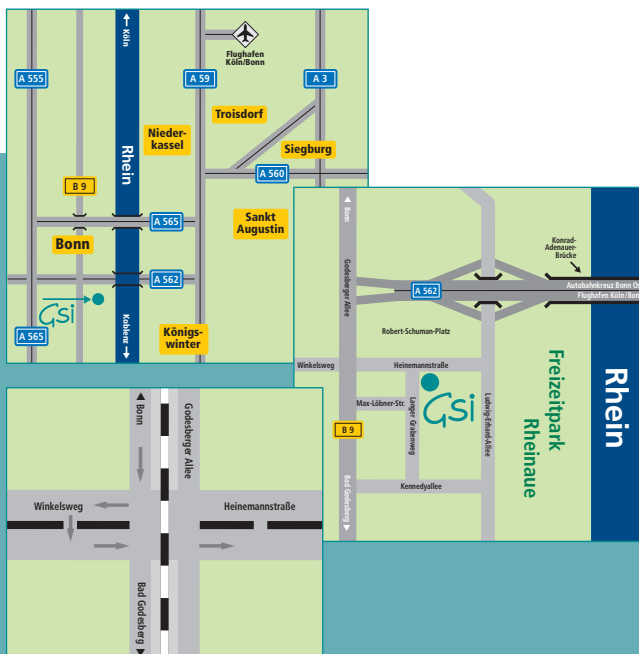 Köln
Flughafen
Köln/Bonn
A 555
A 59
A 3
Troisdorf
Nieder-
kassel
Siegburg
Rhein
A 560
B 9
Sankt
Augustin
A 565
Bonn
A 562
Gsi
A 565
Koblenz
Königs-
winter
Bonn
Godesberger Allee
Konrad-
Adenauer-
Brücke
A 562
Autobahnkreuz Bonn Os
Flughafen Köln/Bon
Robert-Schuman-Platz
Winkelsweg
Heinemannstraße
Gsi
Max-Löbner-Str.
Langer Grabenweg
Ludwig-Erhard-Allee
Freizeitpark
Rheinaue
Rhein
B 9
Kennedyallee
Bad Godesberg
Bonn
Godesberger Allee
Winkelsweg
Heinemannstraße
Bad Godesberg